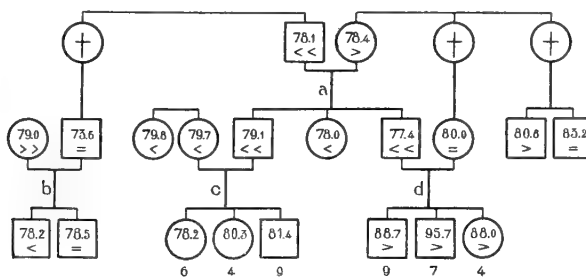 78.1 78.4
<< >
a
79.0 73.6 79.8 79.7 79.1 78.0 77.4 80.0 80.8 83.2
>> = < < << < << = > =
b c d
78.2 78.5 78.2 80.3 81.4 88.7 95.7 88.0
< = > > >
6 4 9 9 7 4